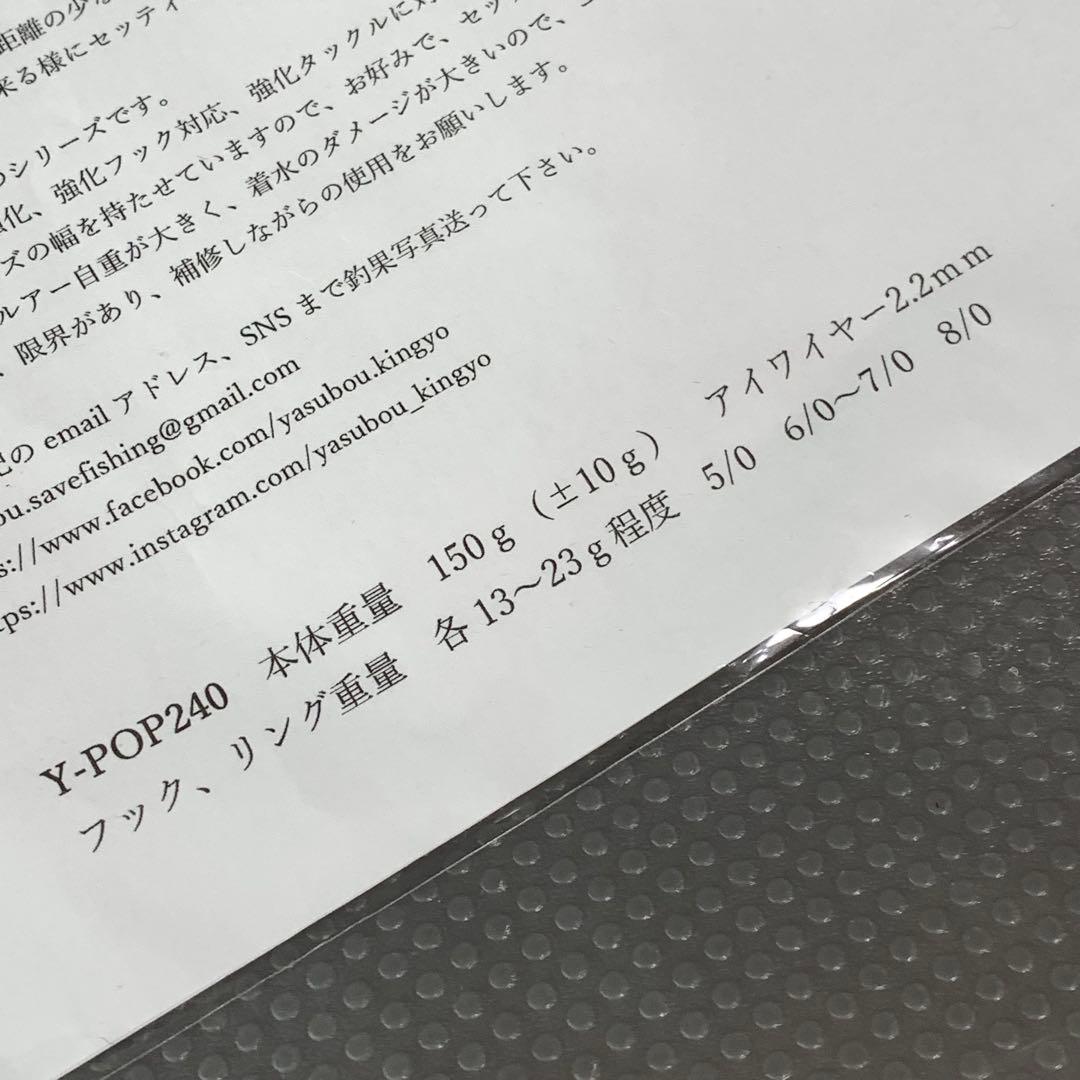 距離の少な
来る様にセッティ
シリーズです。
強化、強化フック対応、強化タックルに対
ズの幅を持たせていますので、お好みで、セッ
ルアー自重が大きく、着水のダメージが大きいので、
、限界があり、補修しながらの使用をお願いします。
記の email アドレス、SNS まで釣果写真送って下さい。
ou.savefishing@gmail.com
s://www.facebook.com/yasubou.kingyo
ps://www.instagram.com/yasubou_kingyo
Y-POP240 本体重量 150g (±10g) アイワイヤー2.2mm
フック、リング重量 各13〜23g程度 5/0 6/0〜7/0 8/0